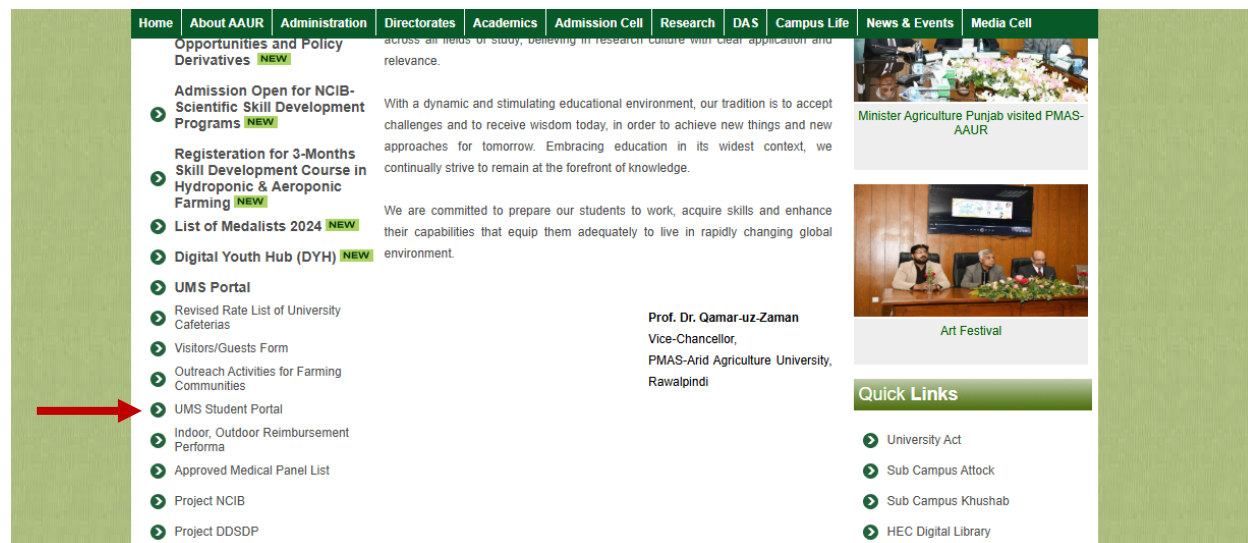 Home About AAUR Administration Directorates Academics Admission Cell Research DAS Campus Life News & Events Media Cell
Opportunities and Policy
Derivatives NEW
Admission Open for NCIB-
Scientific Skill Development
Programs NEW
Registeration for 3-Months
Skill Development Course in
Hydroponic & Aeroponic
Farming NEW
List of Medalists 2024 NEW
Digital Youth Hub (DYH) NEW
UMS Portal
Revised Rate List of University
Cafeterias
Visitors/Guests Form
Outreach Activities for Farming
Communities
UMS Student Portal
Indoor, Outdoor Reimbursement
Performa
Approved Medical Panel List
Project NCIB
Project DDSDP
across all fields of study, believing in research culture with clear application and
relevance.
With a dynamic and stimulating educational environment, our tradition is to accept
challenges and to receive wisdom today, in order to achieve new things and new
approaches for tomorrow. Embracing education in its widest context, we
continually strive to remain at the forefront of knowledge.
We are committed to prepare our students to work, acquire skills and enhance
their capabilities that equip them adequately to live in rapidly changing global
environment.
Prof. Dr. Qamar-uz-Zaman
Vice-Chancellor,
PMAS-Arid Agriculture University,
Rawalpindi
Minister Agriculture Punjab visited PMAS-
AAUR
Art Festival
Quick Links
University Act
Sub Campus Attock
Sub Campus Khushab
HEC Digital Library